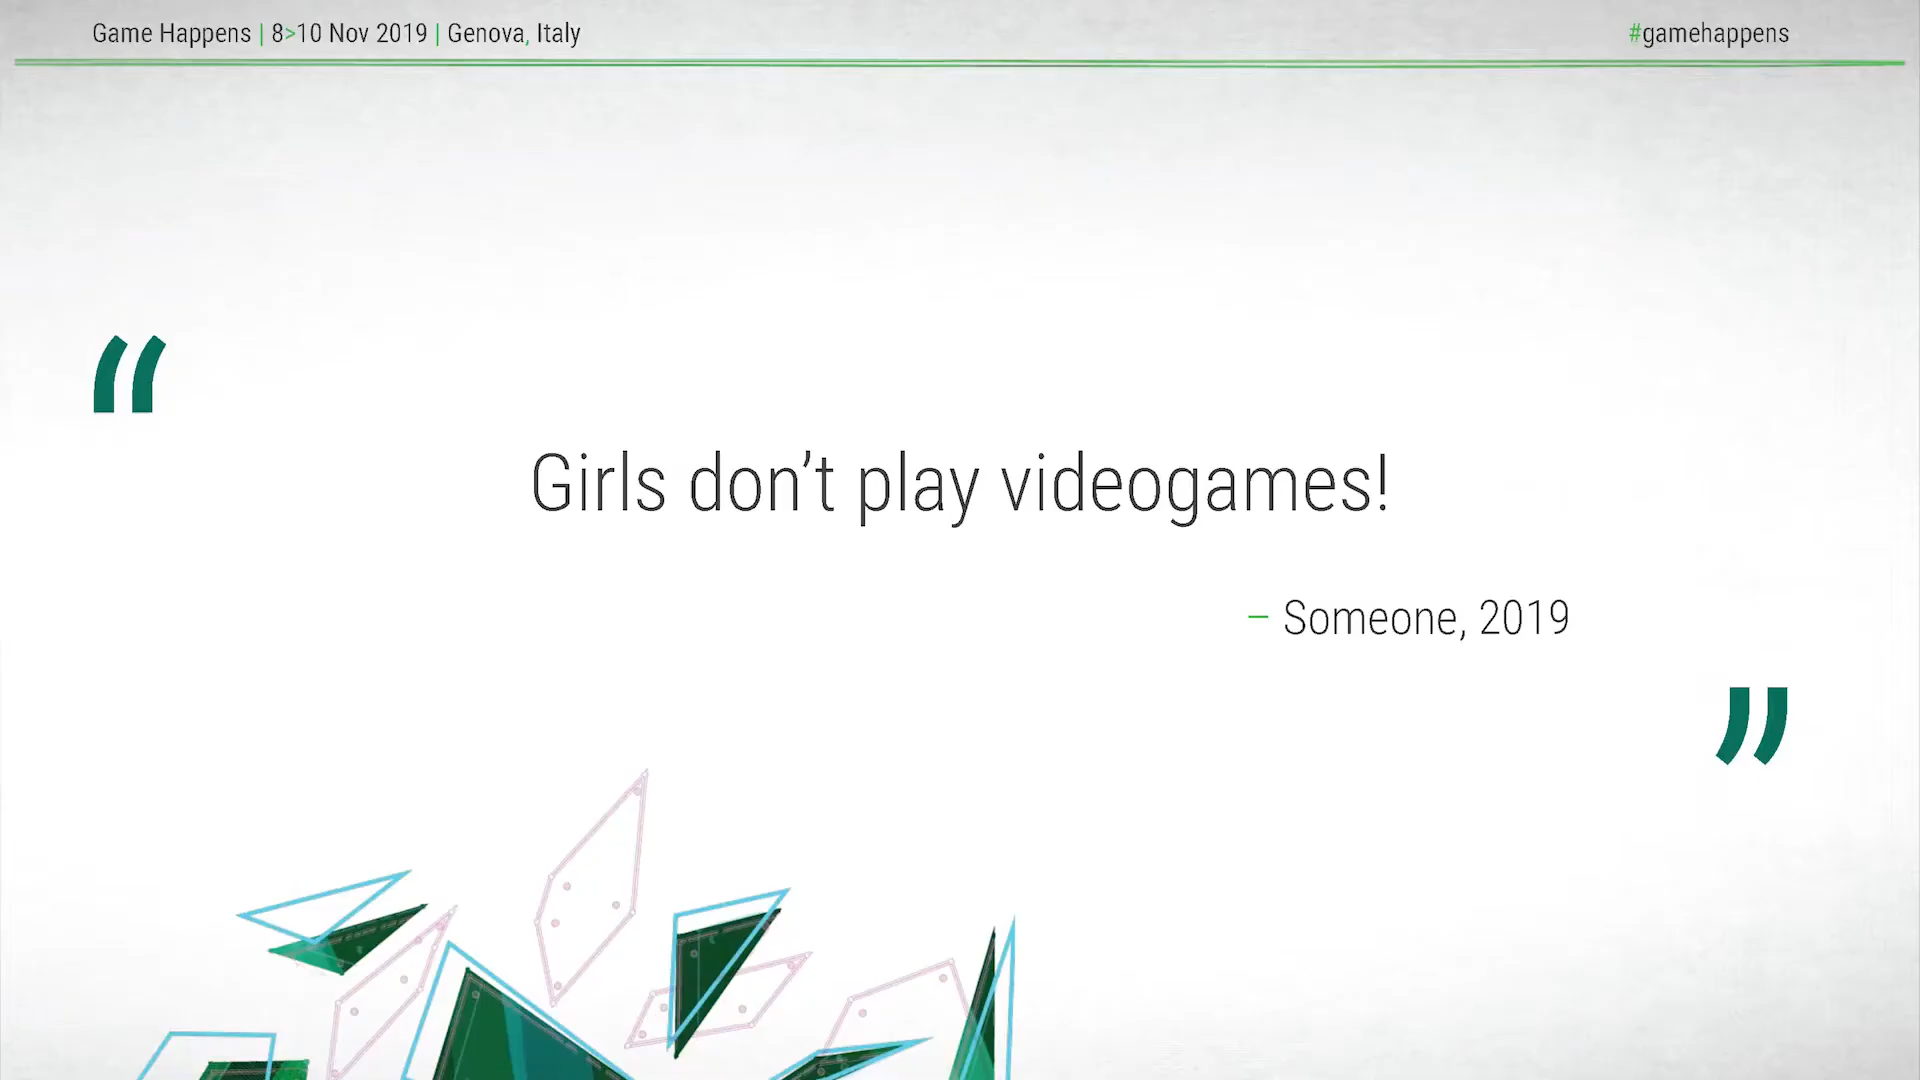 Game Happens | 8>10 Nov 2019 | Genova, Italy
#gamehappens
“
Girls don’t play videogames!
– Someone, 2019
”